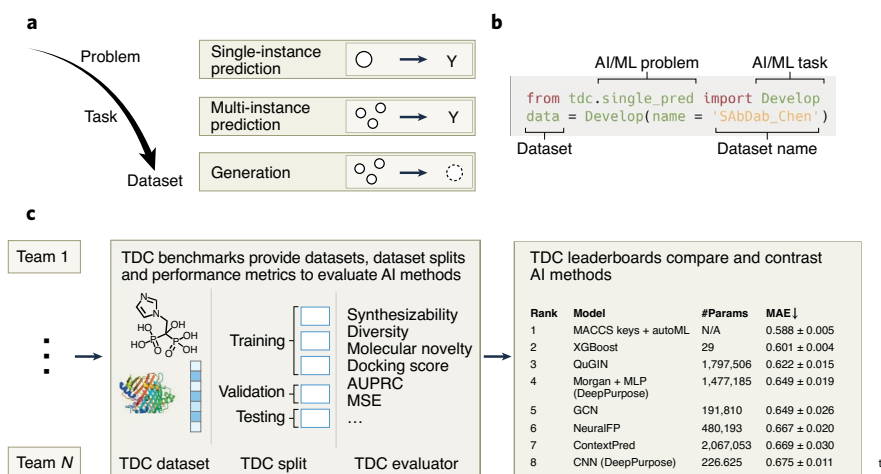 a
Problem
Task
Dataset
Single-instance
prediction
Y
Multi-instance
prediction
Y
Generation
b
AI/ML problem
AI/ML task
from tdc.single_pred import Develop
data = Develop(name = 'SAbDab_Chen')
Dataset
Dataset name
c
Team 1
Team N
TDC benchmarks provide datasets, dataset splits
and performance metrics to evaluate AI methods
N
N
HO
OH
OH
HO
P
P
OH
HO
O
O
Training
Validation
Testing
Synthesizability
Diversity
Molecular novelty
Docking score
AUPRC
MSE
…
TDC dataset
TDC split
TDC evaluator
TDC leaderboards compare and contrast
AI methods
Rank Model #Params MAE↓
1 MACCS keys + autoML N/A 0.588 ± 0.005
2 XGBoost 29 0.601 ± 0.004
3 QuGIN 1,797,506 0.622 ± 0.015
4 Morgan + MLP 1,477,185 0.649 ± 0.019
(DeepPurpose)
5 GCN 191,810 0.649 ± 0.026
6 NeuralFP 480,193 0.667 ± 0.020
7 ContextPred 2,067,053 0.669 ± 0.030
8 CNN (DeepPurpose) 226.625 0.675 ± 0.011
t